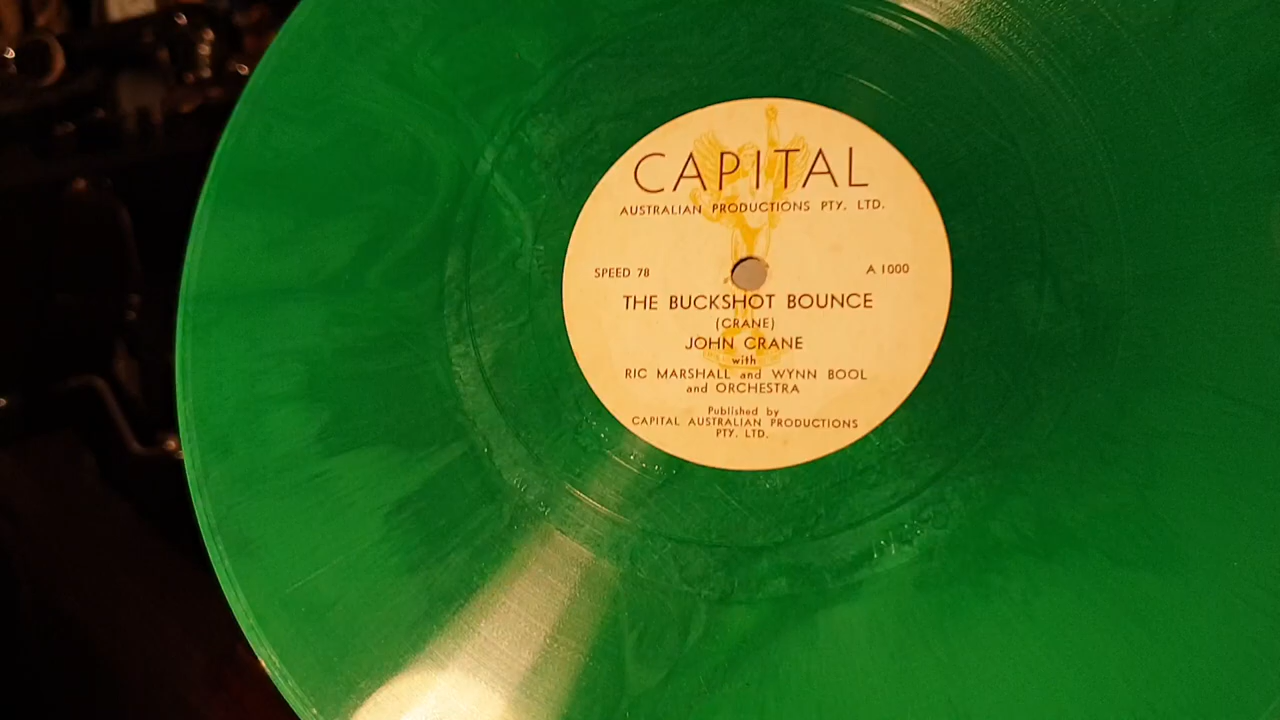 CAPITAL
AUSTRALIAN PRODUCTIONS PTY. LTD.
SPEED 78 A 1000
THE BUCKSHOT BOUNCE
(CRANE)
JOHN CRANE
with
RIC MARSHALL and WYNN BOOL
and ORCHESTRA
Published by
CAPITAL AUSTRALIAN PRODUCTIONS
PTY. LTD.